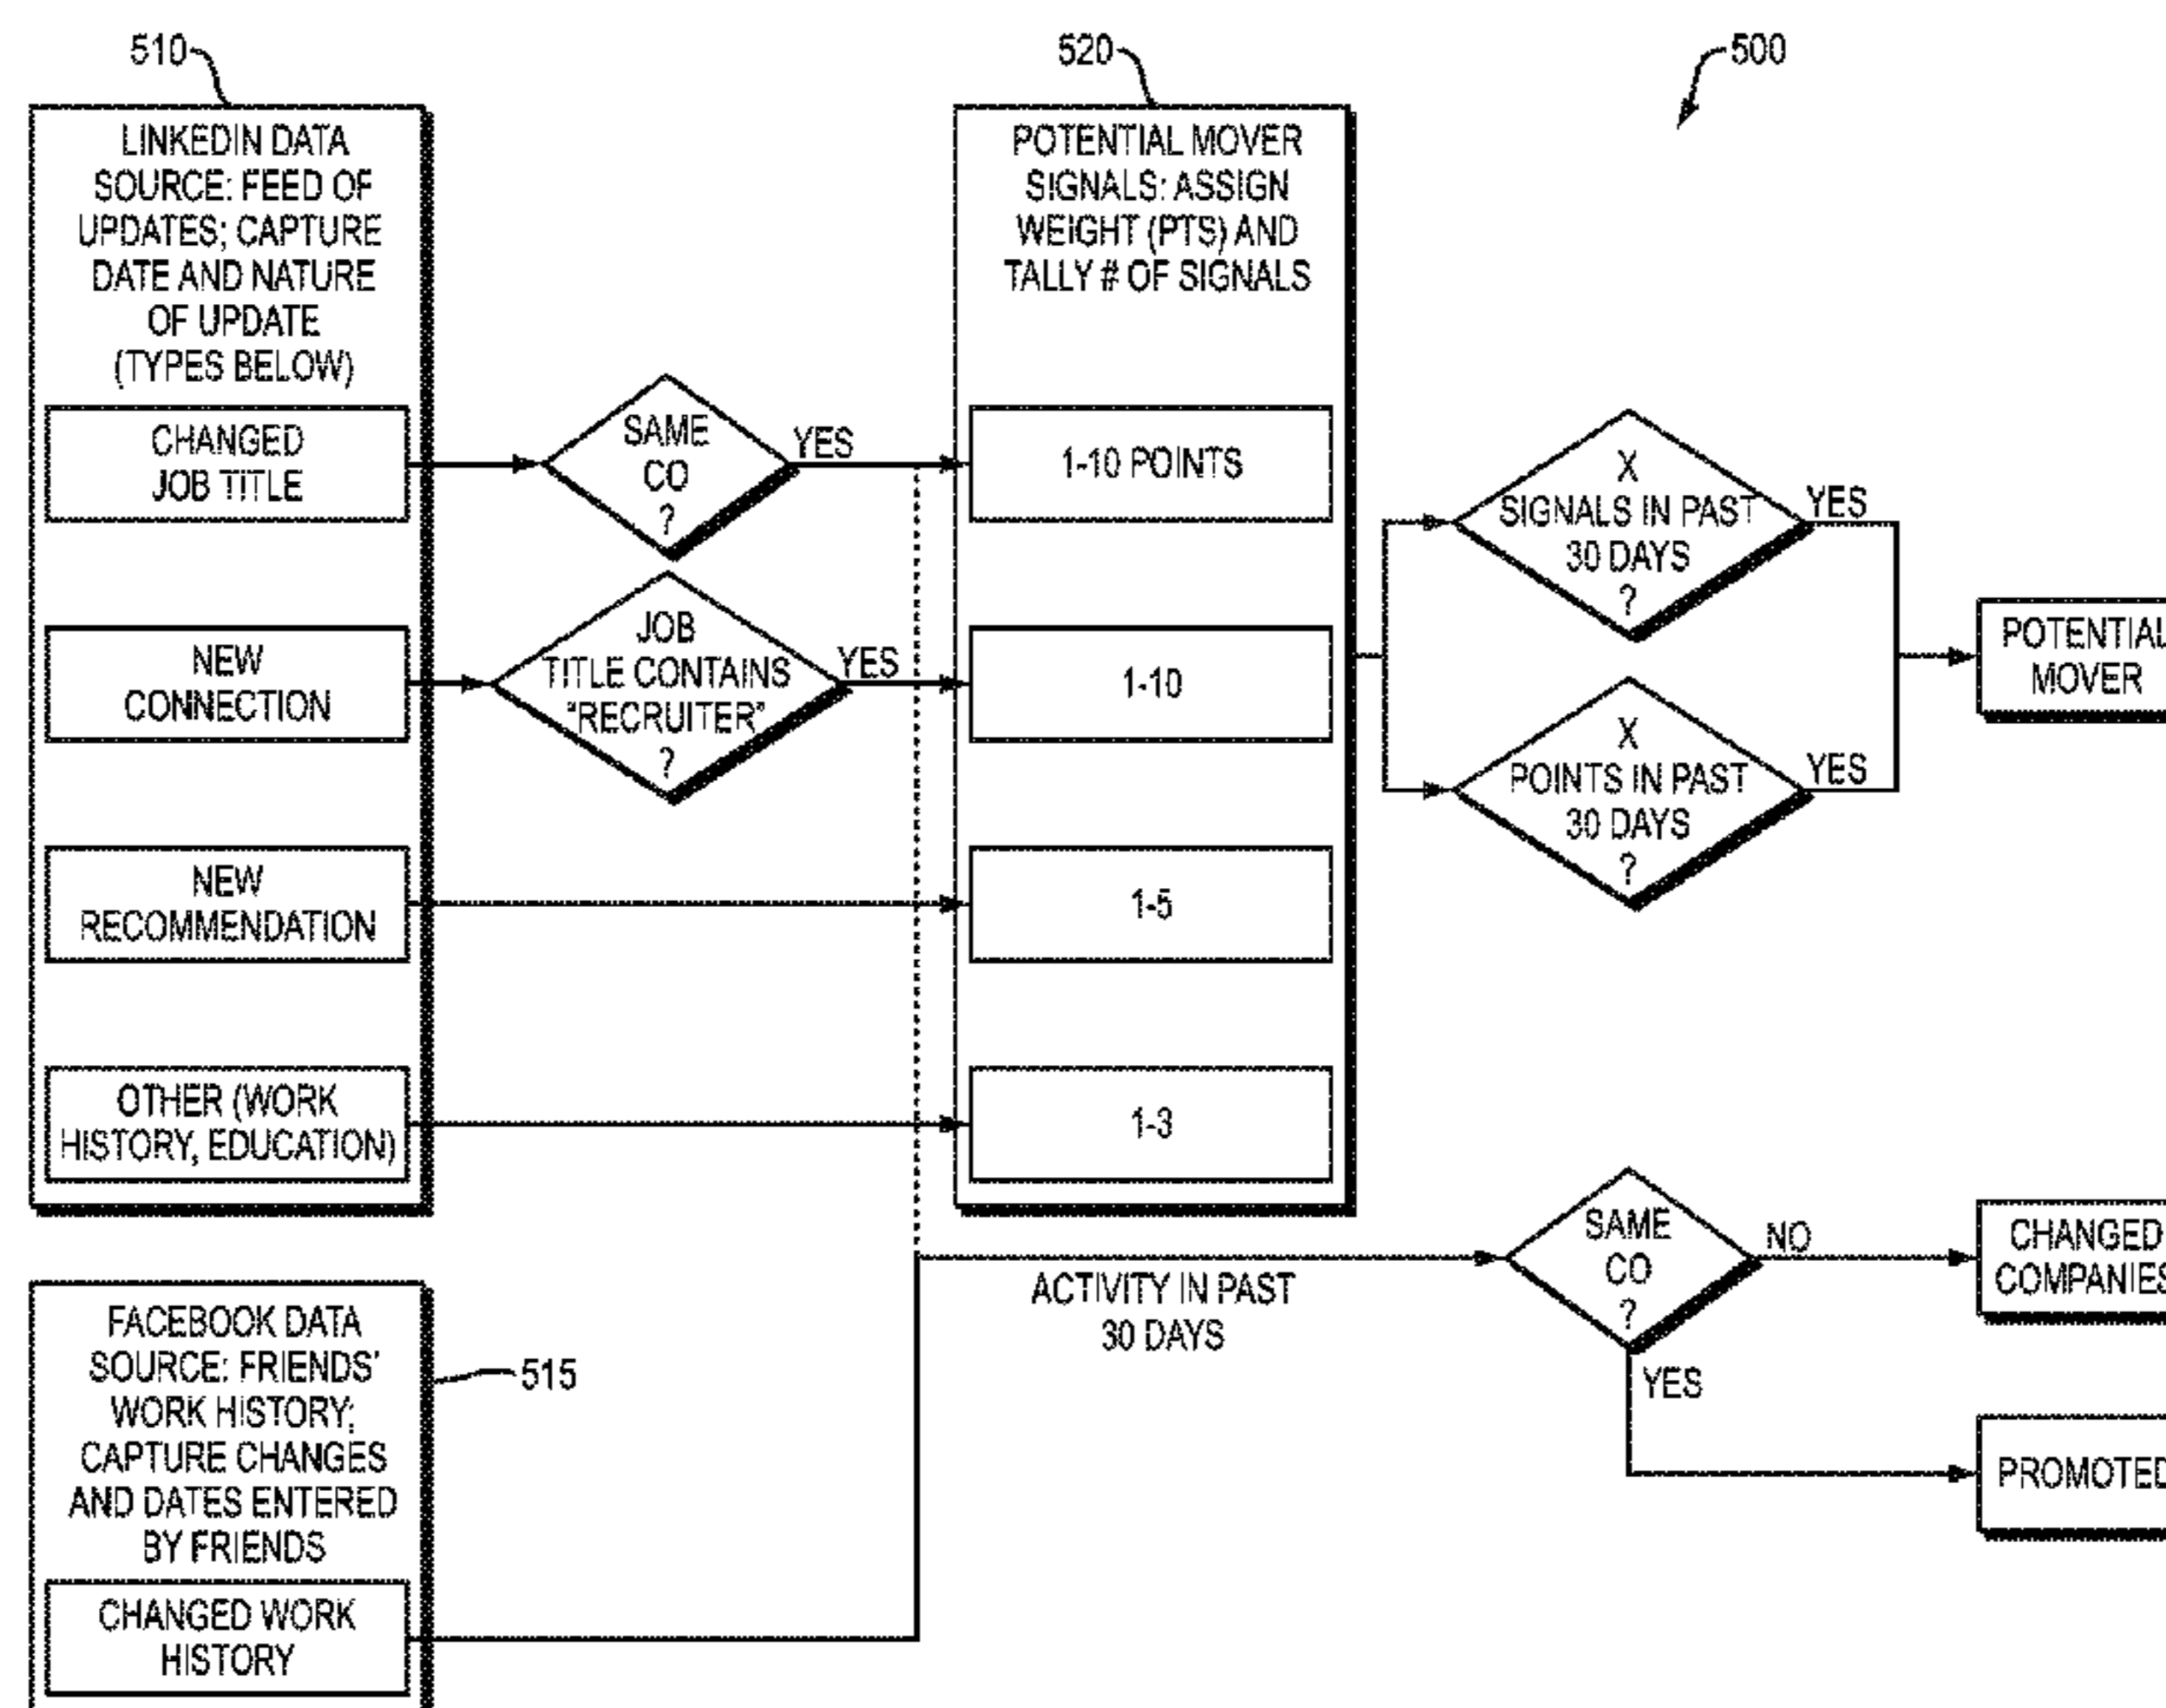 510
520
500
LINKEDIN DATA
SOURCE: FEED OF
UPDATES; CAPTURE
DATE AND NATURE
OF UPDATE
(TYPES BELOW)
CHANGED
JOB TITLE
NEW
CONNECTION
NEW
RECOMMENDATION
OTHER (WORK
HISTORY, EDUCATION)
SAME
CO
?
YES
JOB
TITLE CONTAINS
"RECRUITER"
?
YES
POTENTIAL MOVER
SIGNALS: ASSIGN
WEIGHT (PTS) AND
TALLY # OF SIGNALS
1-10 POINTS
1-10
1-5
1-3
X
SIGNALS IN PAST
30 DAYS
?
YES
X
POINTS IN PAST
30 DAYS
?
YES
POTENTIAL
MOVER
FACEBOOK DATA
SOURCE: FRIENDS'
WORK HISTORY;
CAPTURE CHANGES
AND DATES ENTERED
BY FRIENDS
CHANGED WORK
HISTORY
515
ACTIVITY IN PAST
30 DAYS
SAME
CO
?
NO
YES
CHANGED
COMPANIES
PROMOTED